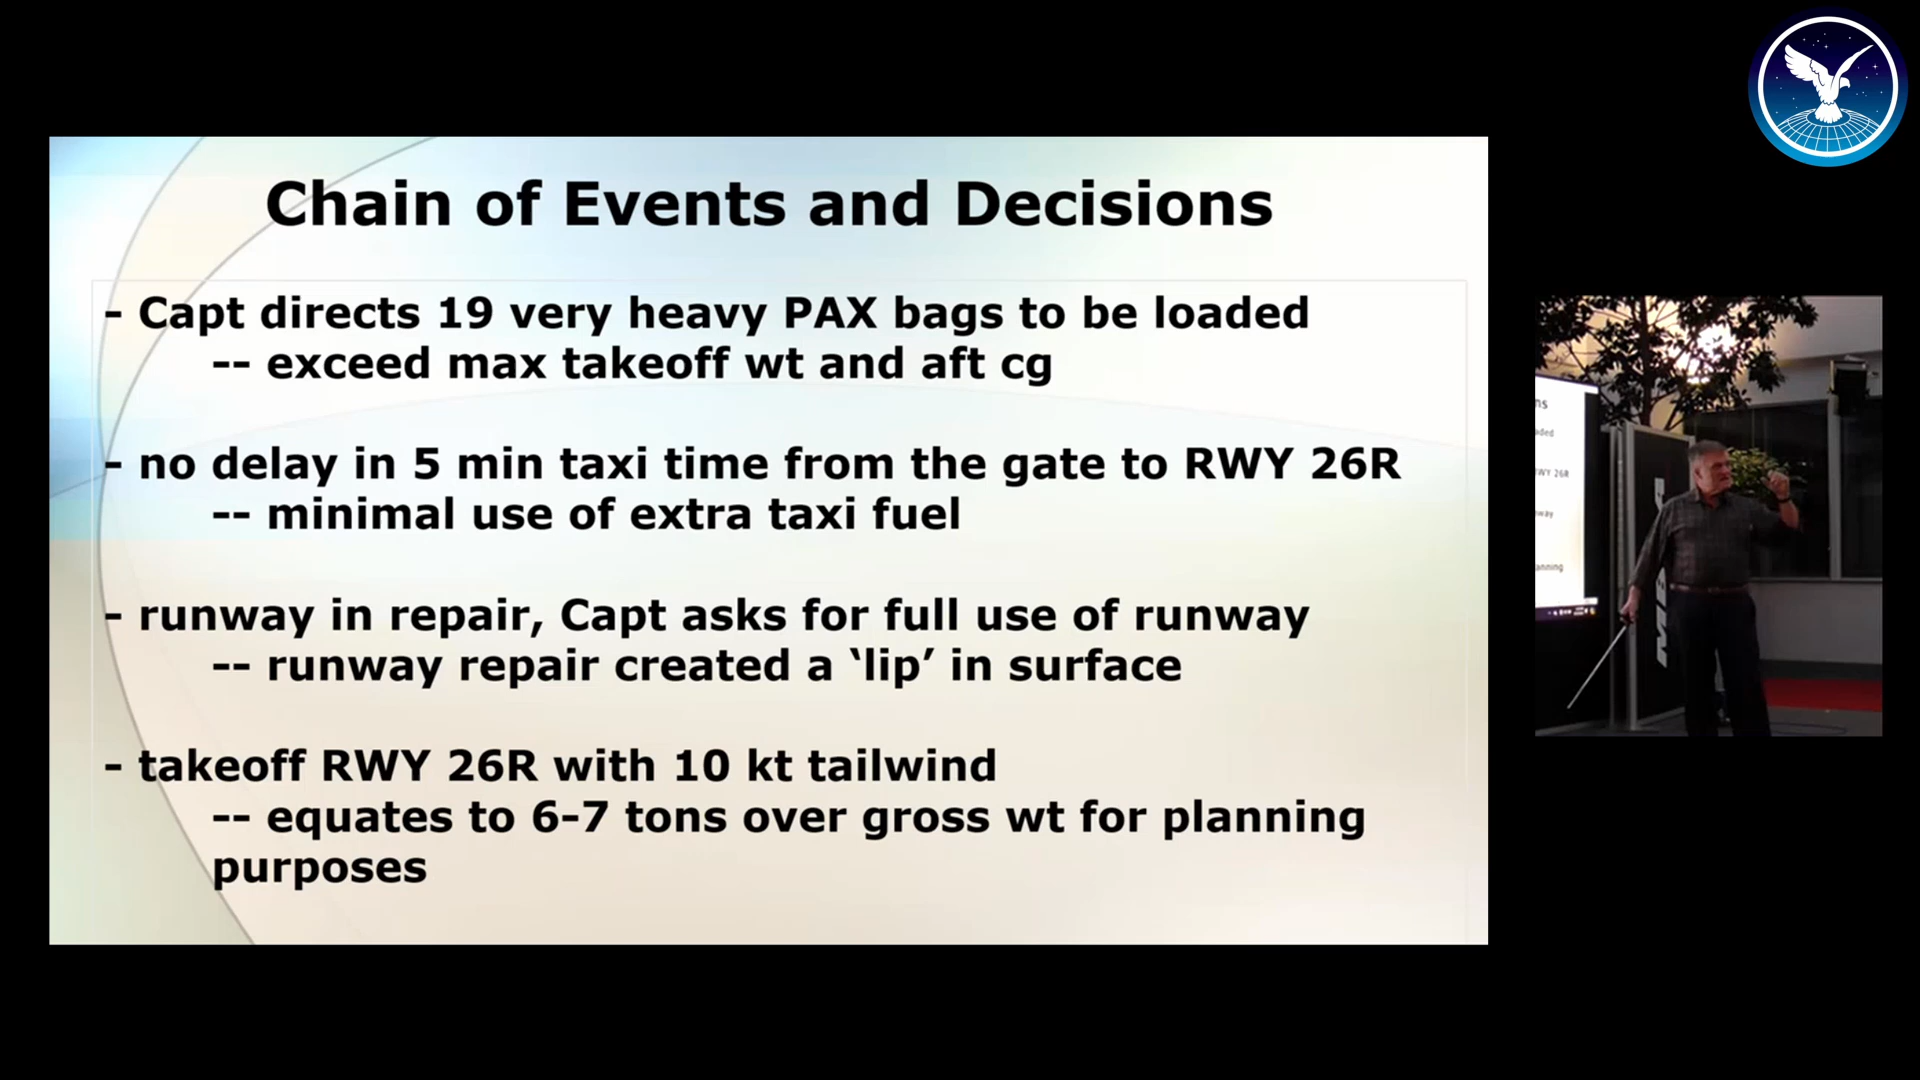 Chain of Events and Decisions
- Capt directs 19 very heavy PAX bags to be loaded
-- exceed max takeoff wt and aft cg
- no delay in 5 min taxi time from the gate to RWY 26R
-- minimal use of extra taxi fuel
- runway in repair, Capt asks for full use of runway
-- runway repair created a ‘lip’ in surface
- takeoff RWY 26R with 10 kt tailwind
-- equates to 6-7 tons over gross wt for planning
purposes